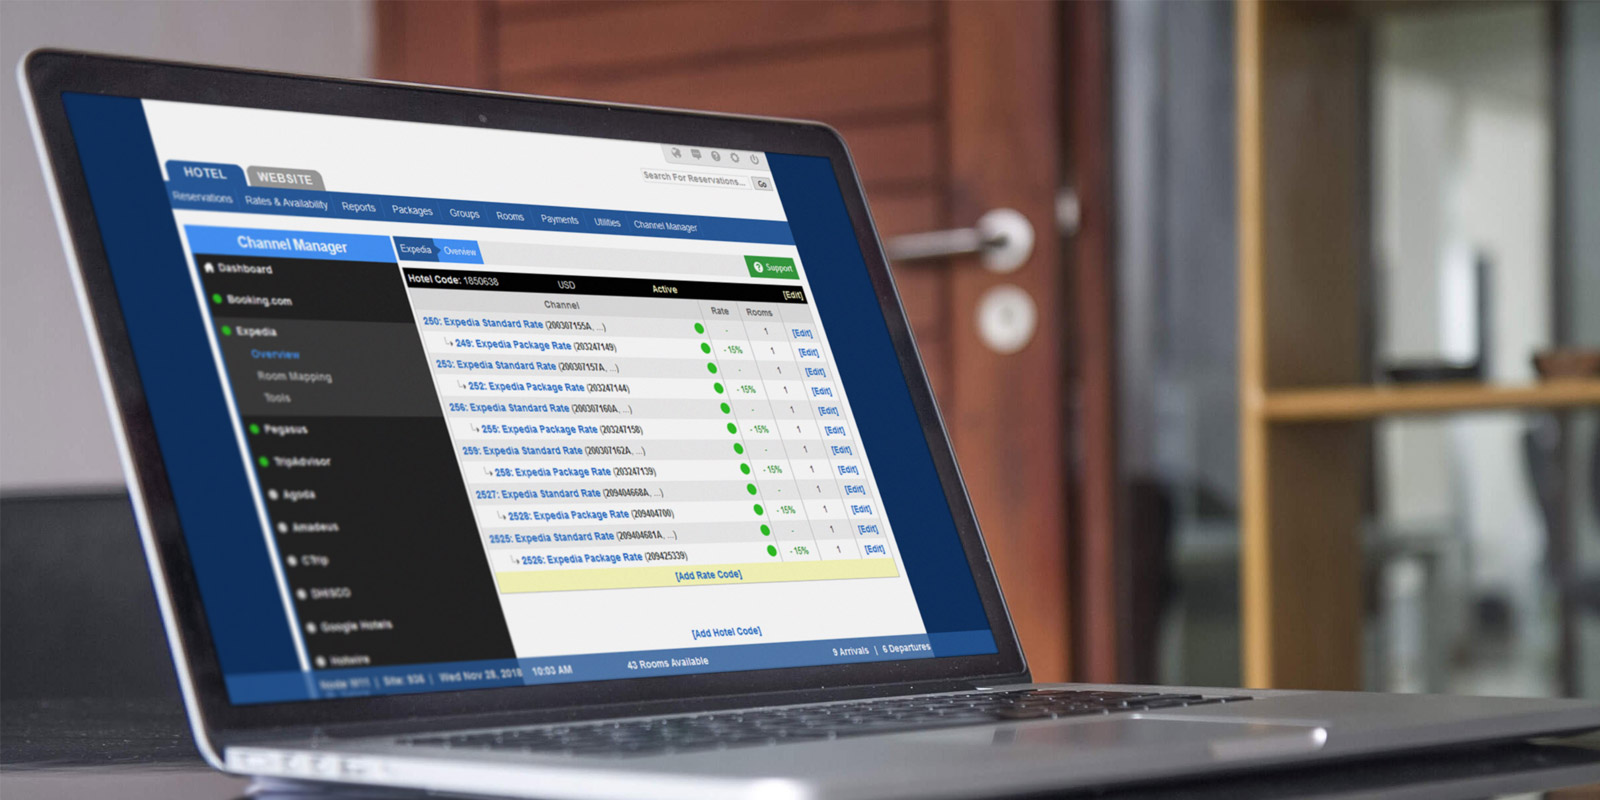 HOTEL WEBSITE
Search For Reservations... Go
Reservations Rates & Availability Reports Packages Groups Rooms Payments Utilities Channel Manager
Channel Manager
Dashboard
Booking.com
Expedia
Overview
Room Mapping
Tools
Pegasus
TripAdvisor
Agoda
Amadeus
CTrip
Google Hotels
Hotwire
Expedia Overview
Support
Hotel Code: 1850638 USD Active [Edit]
Channel Rate Rooms
250: Expedia Standard Rate (200307155A, ...) - 1 [Edit]
↳ 249: Expedia Package Rate (203247149) - 15% 1 [Edit]
253: Expedia Standard Rate (200307157A, ...) - 1 [Edit]
↳ 252: Expedia Package Rate (203247144) - 15% 1 [Edit]
256: Expedia Standard Rate (200307160A, ...) - 1 [Edit]
↳ 255: Expedia Package Rate (203247158) - 15% 1 [Edit]
259: Expedia Standard Rate (200307162A, ...) - 1 [Edit]
↳ 258: Expedia Package Rate (203247139) - 15% 1 [Edit]
2527: Expedia Standard Rate (209404668A, ...) - 1 [Edit]
↳ 2528: Expedia Package Rate (209404700) - 15% 1 [Edit]
2525: Expedia Standard Rate (209404681A, ...) - 1 [Edit]
↳ 2526: Expedia Package Rate (209425339) - 15% 1 [Edit]
[Add Rate Code]
[Add Hotel Code]
Site: 936 | Wed Nov 28, 2018 10:03 AM 43 Rooms Available 9 Arrivals | 6 Departures